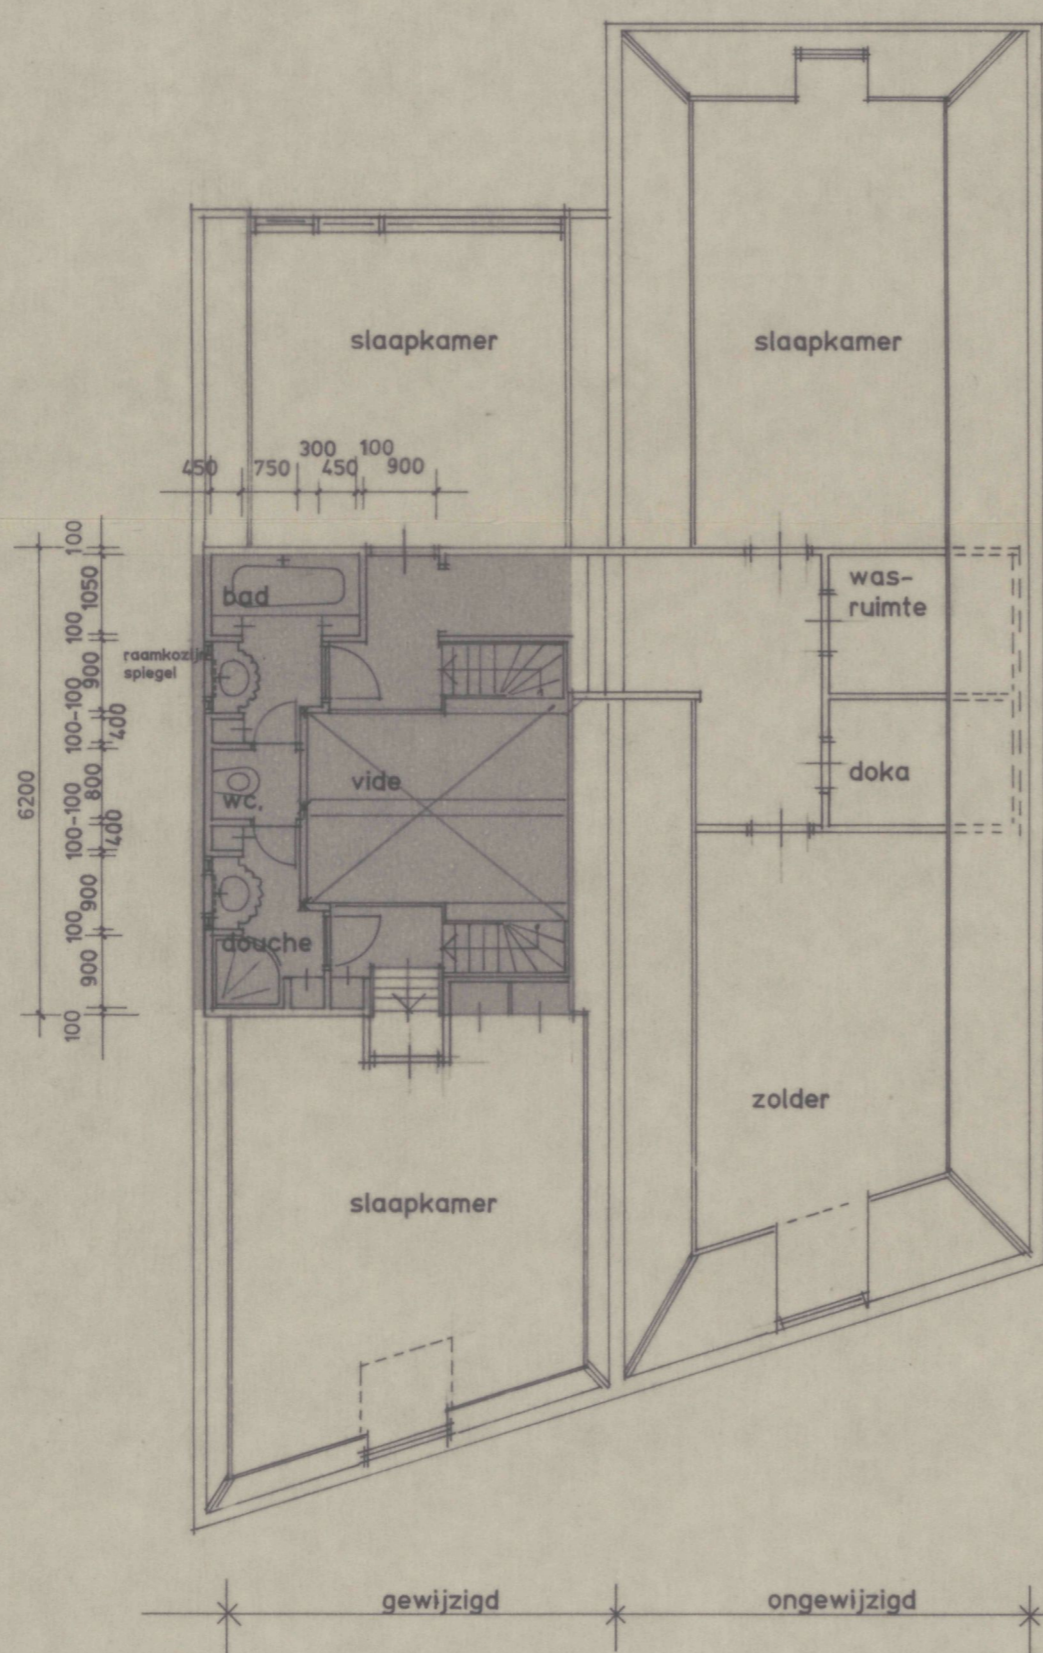 slaapkamer
slaapkamer
300 100
450 750 450 900
100
1050
100
900
100-100
400
800
100-100
400
900
100
900
100
6200
bad
was-
ruimte
raamkozijn
spiegel
vide
wc.
doka
douche
zolder
slaapkamer
gewijzigd
ongewijzigd